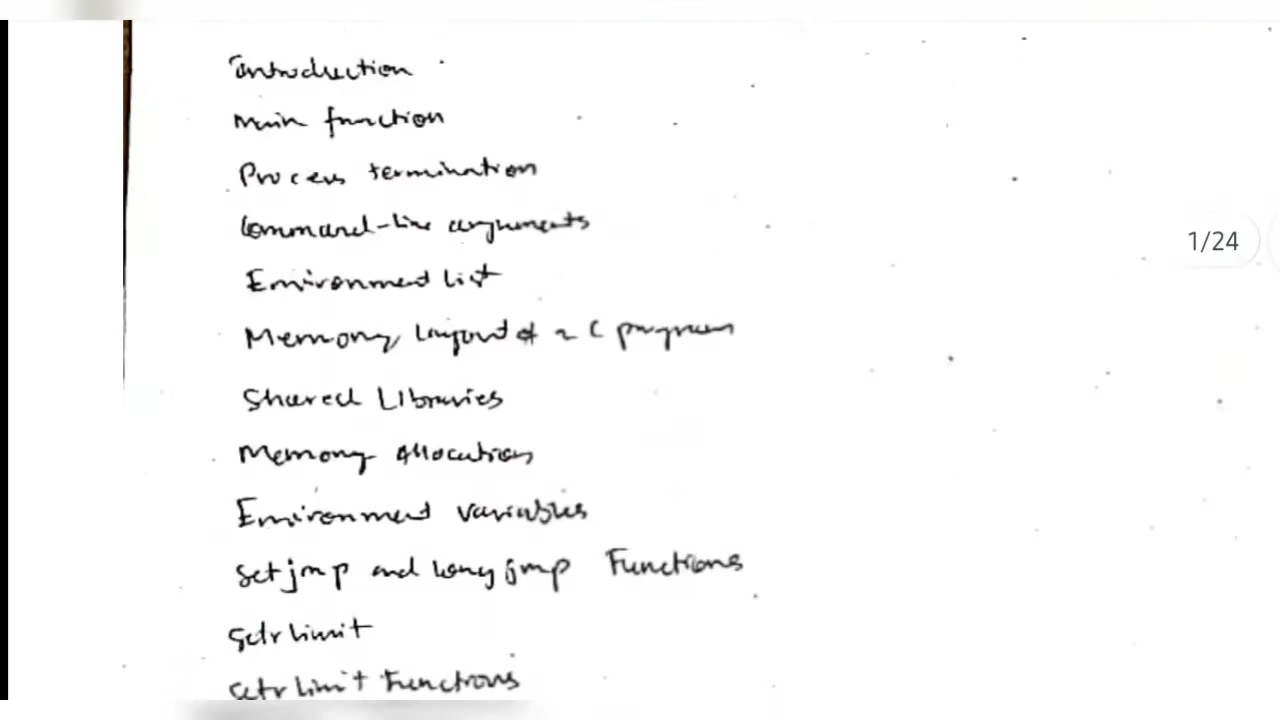 Introduction
Main function
Process termination
Command-line arguments
Environment list
Memory Layout of a C program
1/24
Shared Libraries
Memory Allocation
Environment variables
Setjmp and Longjmp Functions
getrlimit
setrlimit Functions